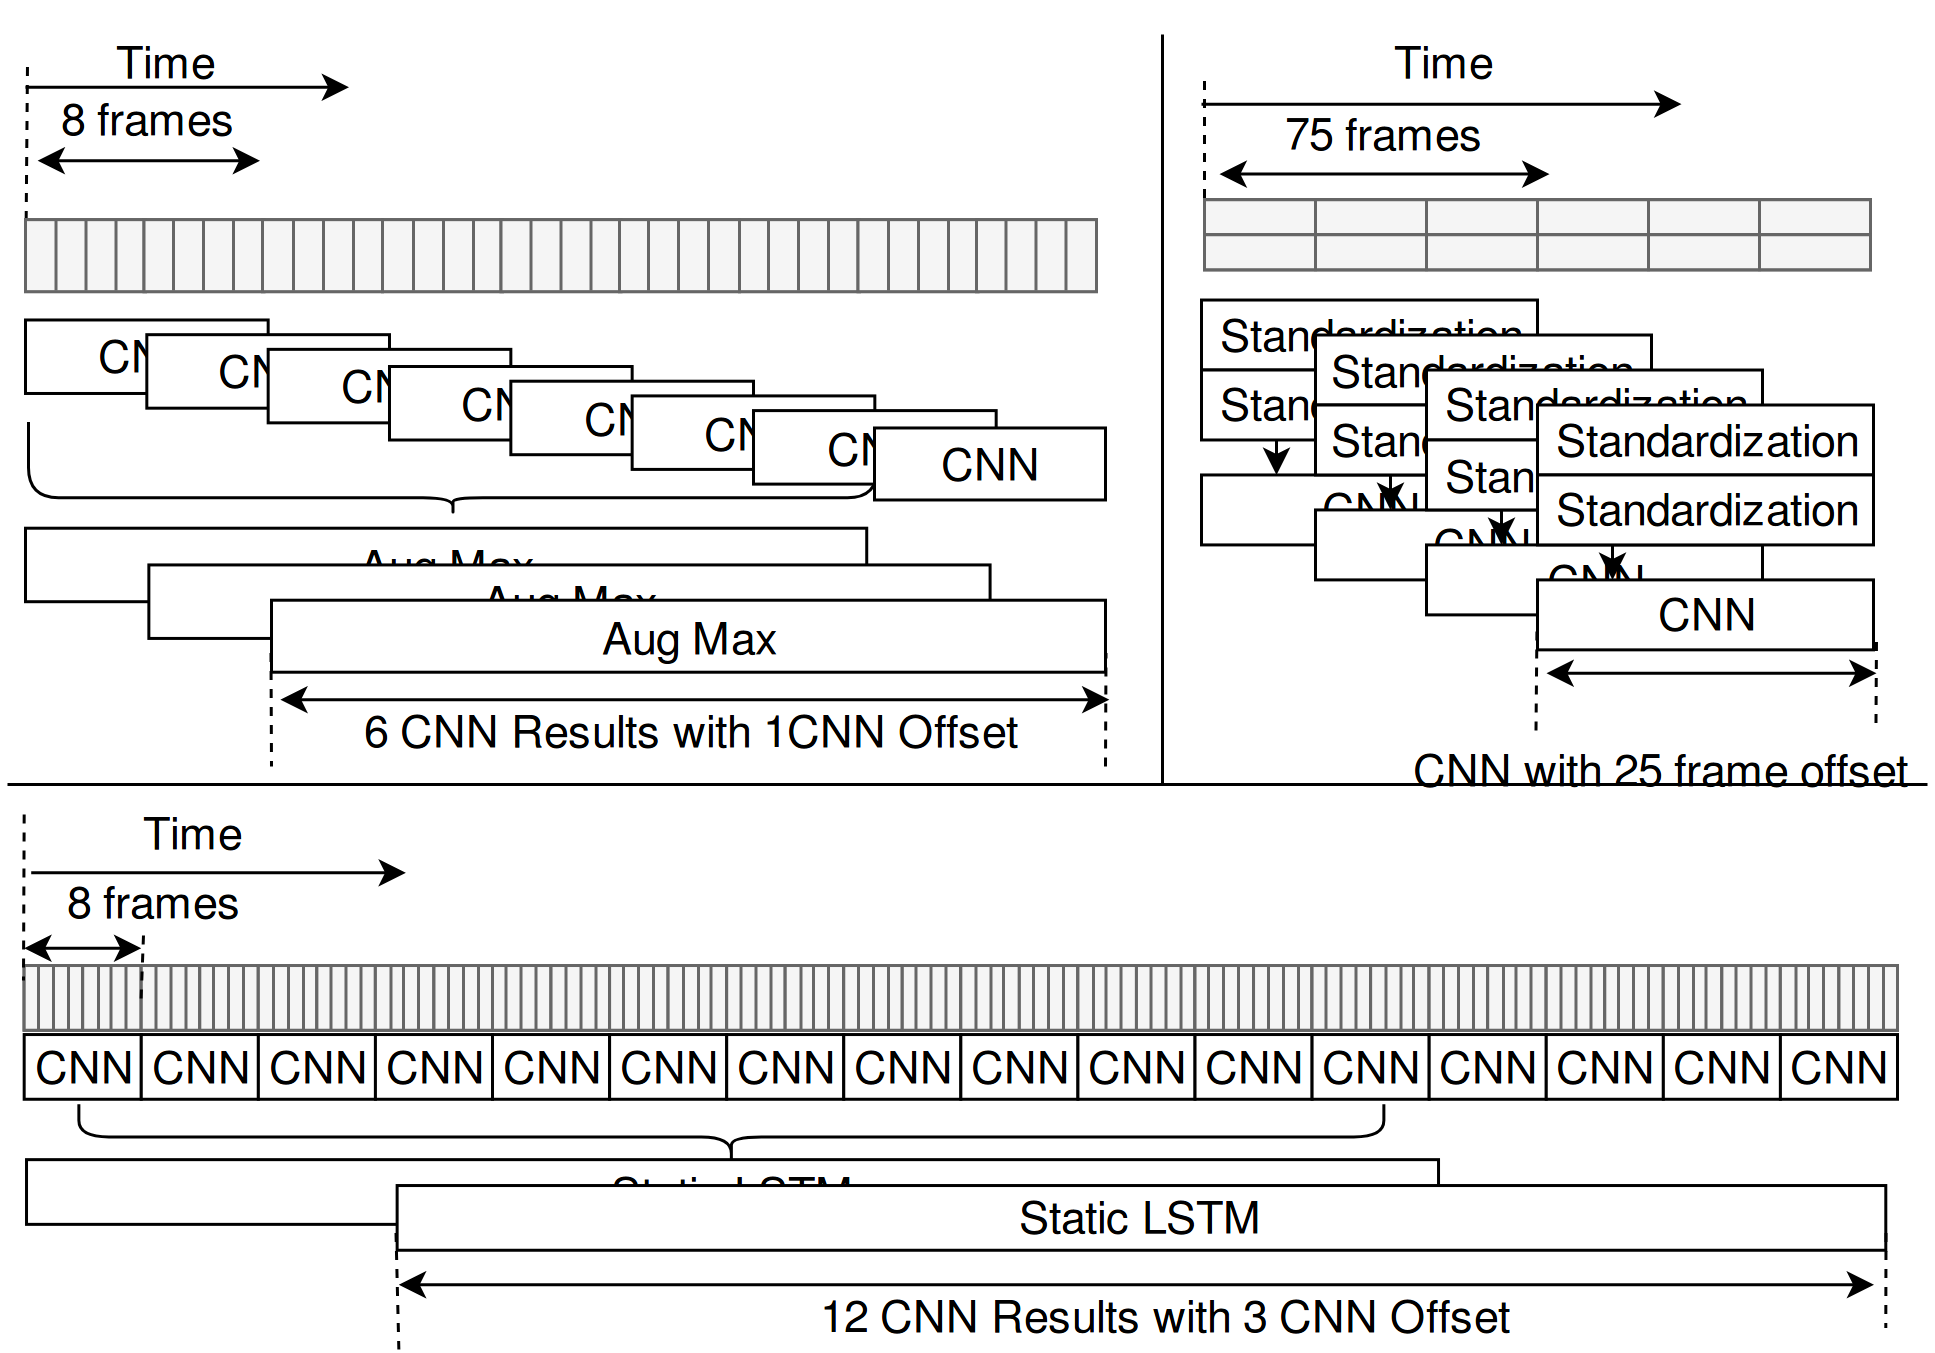 Time
8 frames
CN
CN
CN
CN
CN
CN
CN
CNN
Aug Max
Aug Max
Aug Max
6 CNN Results with 1CNN Offset
Time
75 frames
Standardization
Standardization
Stan
Standardization
Stan
Standardization
Stan
Standardization
CNN
CNN
CNN
CNN
CNN with 25 frame offset
Time
8 frames
CNN CNN CNN CNN CNN CNN CNN CNN CNN CNN CNN CNN CNN CNN CNN CNN
Static LSTM
Static LSTM
12 CNN Results with 3 CNN Offset